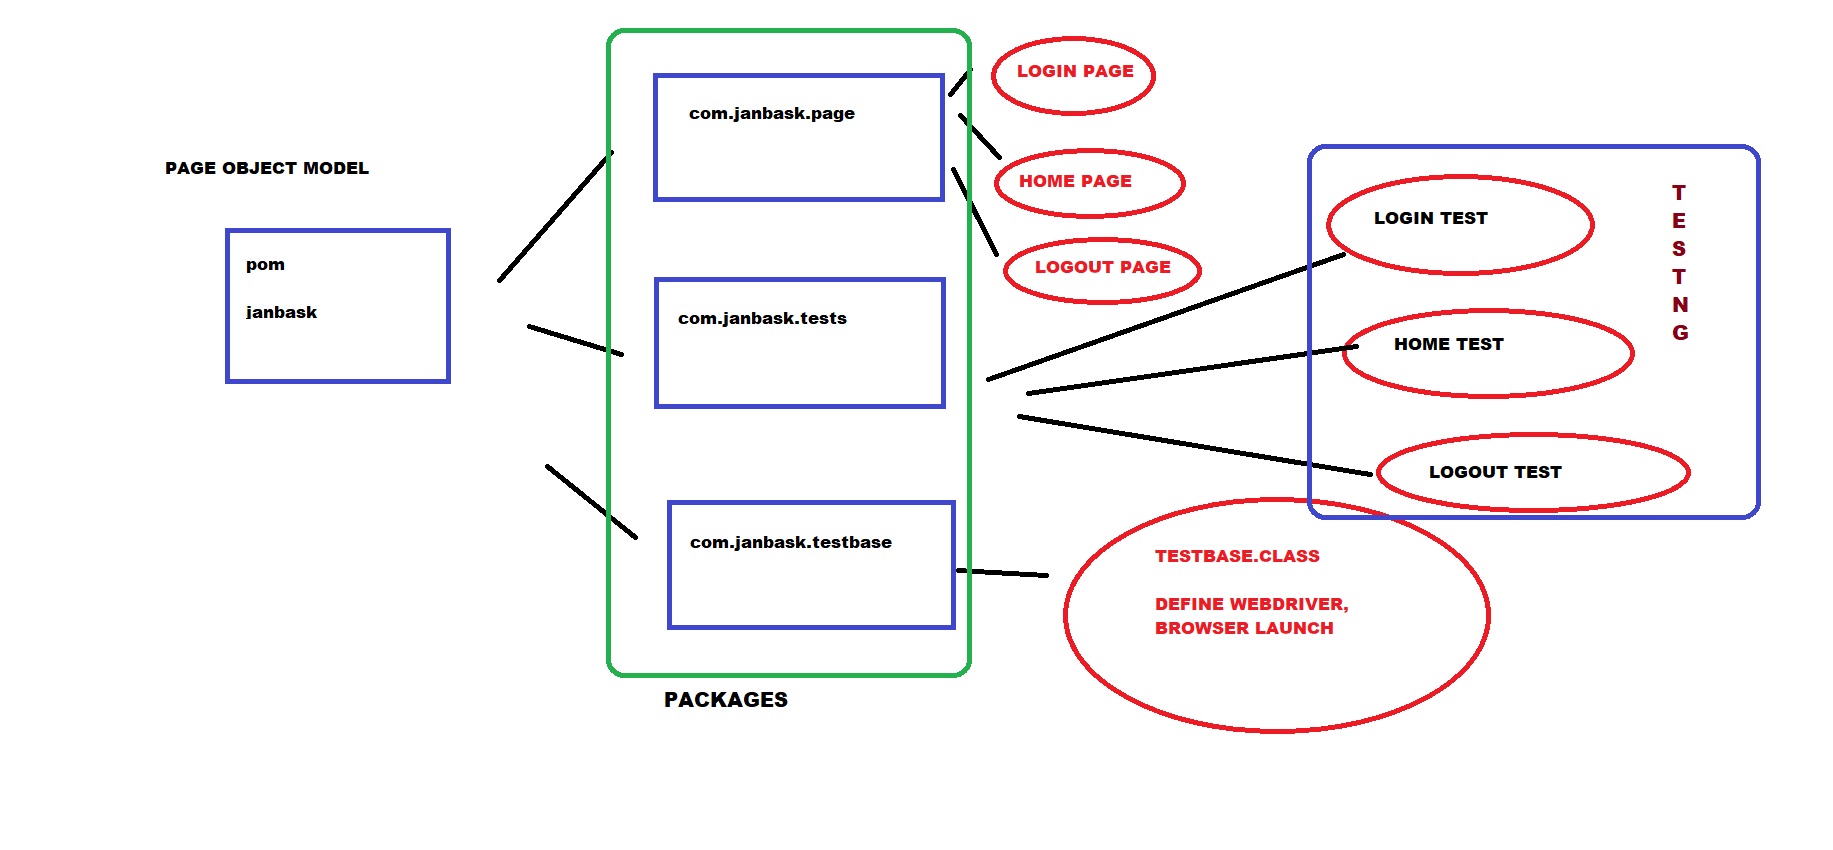 PAGE OBJECT MODEL
pom
janbask
com.janbask.page
com.janbask.tests
com.janbask.testbase
PACKAGES
LOGIN PAGE
HOME PAGE
LOGOUT PAGE
LOGIN TEST
HOME TEST
LOGOUT TEST
T
E
S
T
N
G
TESTBASE.CLASS
DEFINE WEBDRIVER,
BROWSER LAUNCH